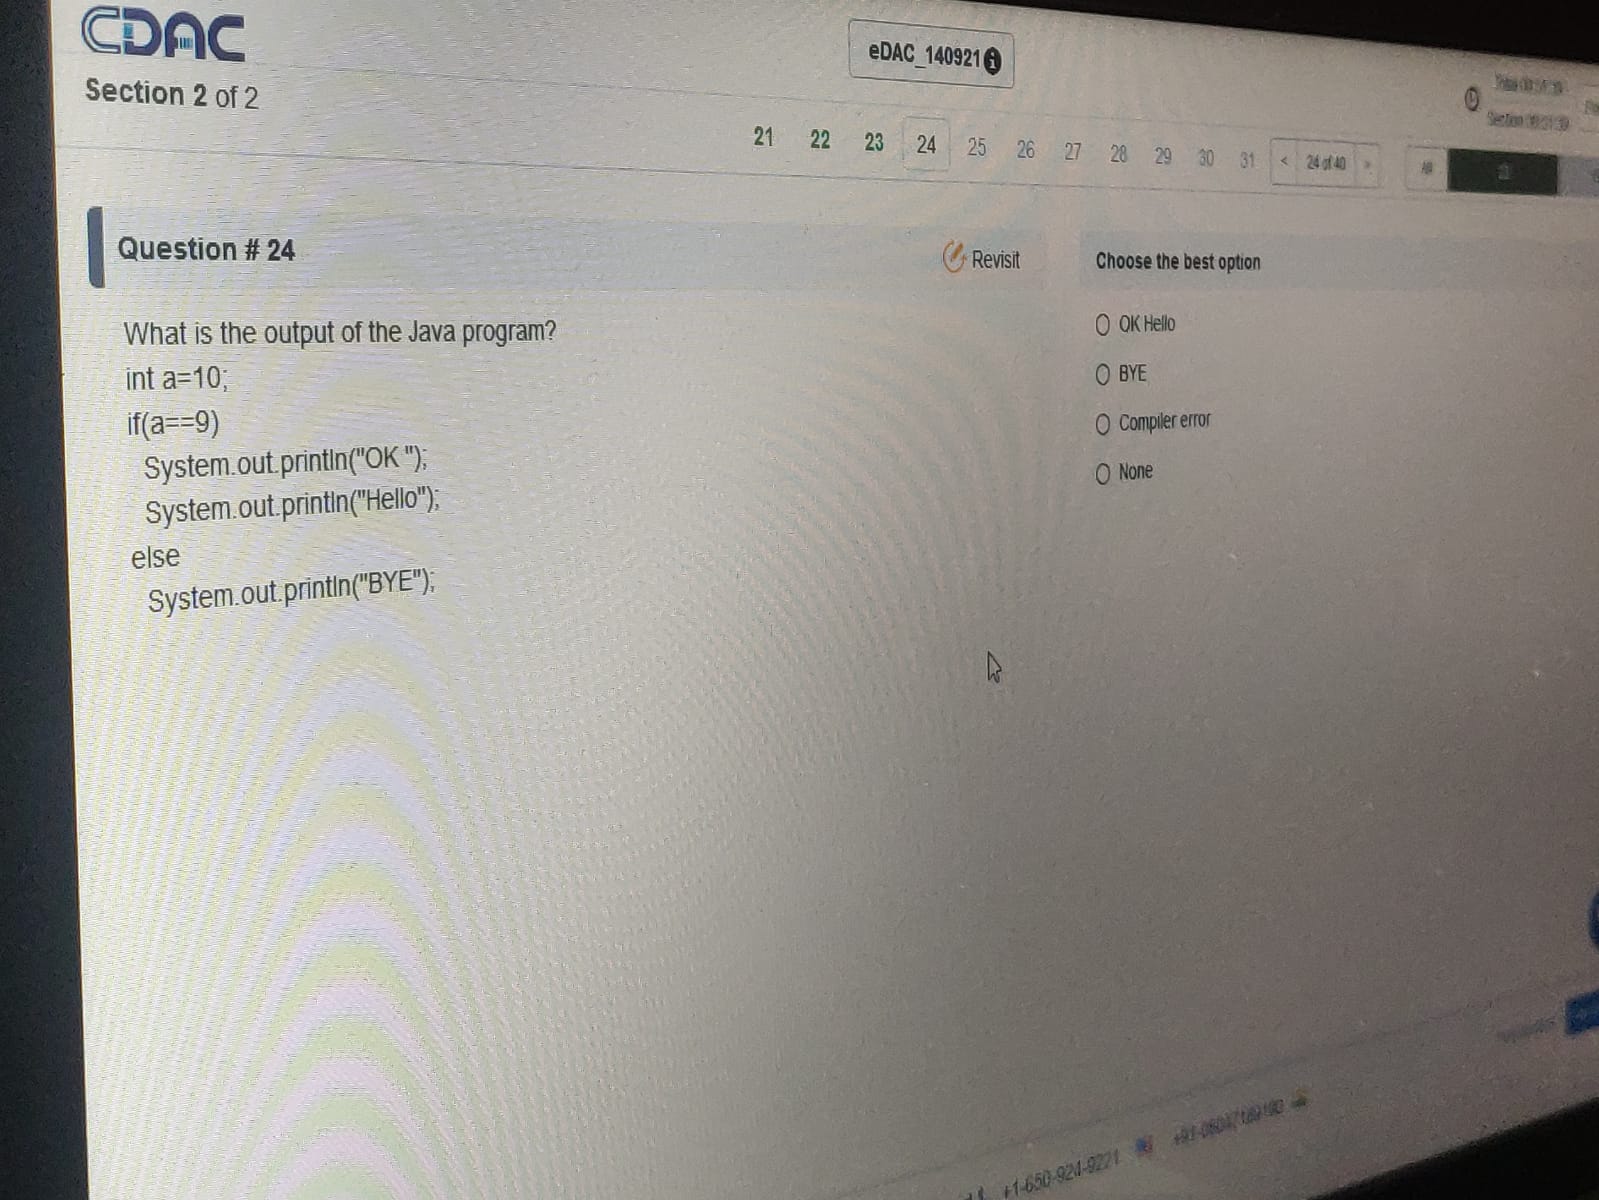 CDAC
eDAC_140921
Section 2 of 2
21 22 23 24 25 26 27 28 29 30 31 < 24 of 40 >
All
Question # 24
Revisit
What is the output of the Java program?
int a=10;
if(a==9)
System.out.println("OK ");
System.out.println("Hello");
else
System.out.println("BYE");
Choose the best option
OK Hello
BYE
Compiler error
None
+1-650-924-9221